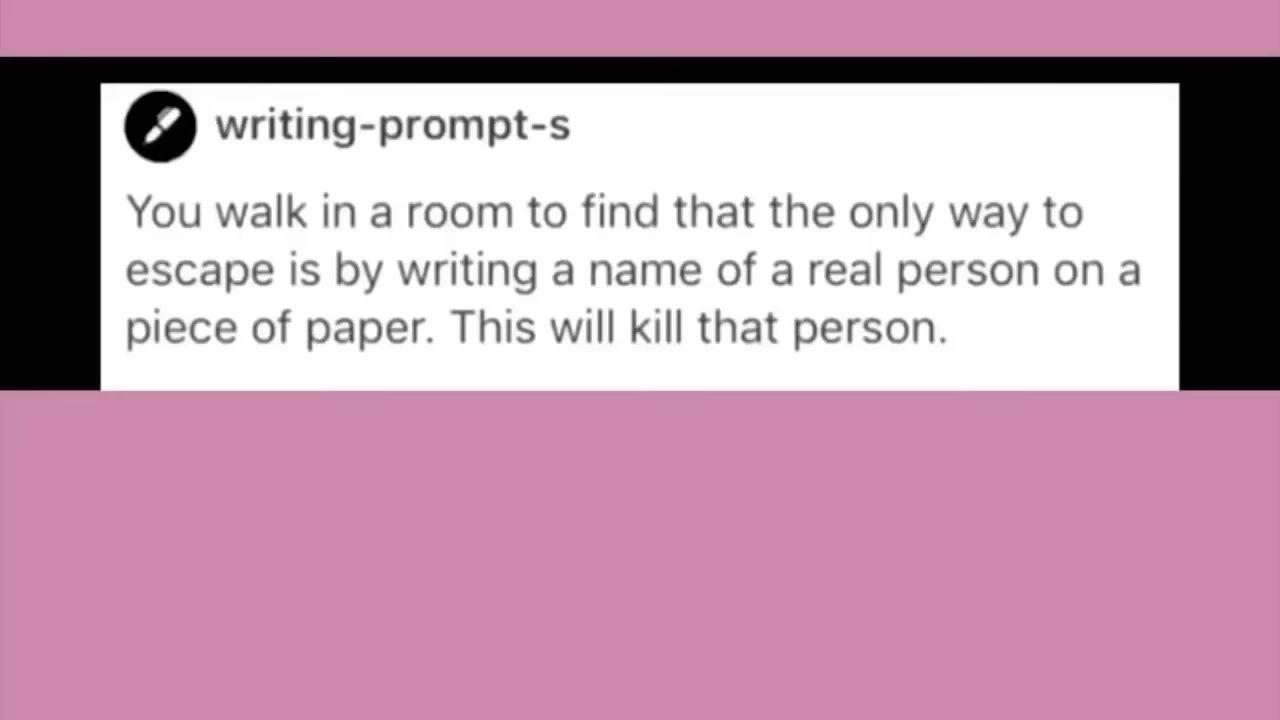 writing-prompt-s
You walk in a room to find that the only way to
escape is by writing a name of a real person on a
piece of paper. This will kill that person.